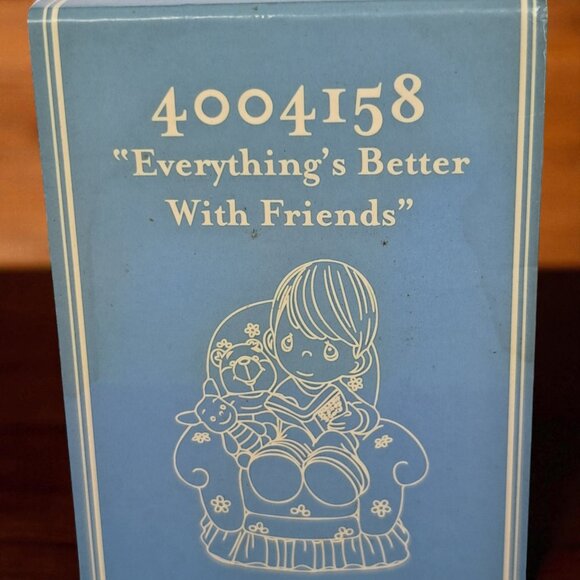 4004158
“Everything's Better
With Friends”